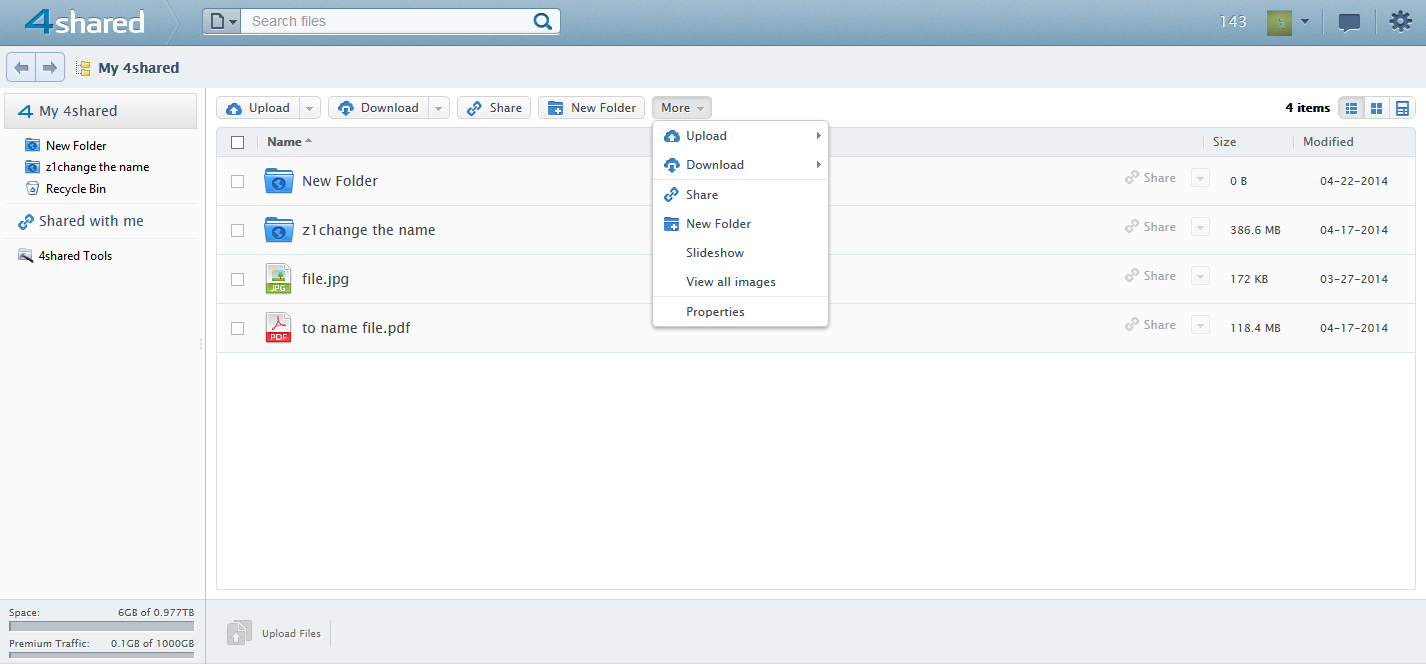 4shared
Search files
143
My 4shared
My 4shared
New Folder
z1change the name
Recycle Bin
Shared with me
4shared Tools
Upload Download Share New Folder More 4 items
Name Size Modified
New Folder Share 0 B 04-22-2014
z1change the name Share 386.6 MB 04-17-2014
file.jpg Share 172 KB 03-27-2014
JPG
to name file.pdf Share 118.4 MB 04-17-2014
PDF
Upload
Download
Share
New Folder
Slideshow
View all images
Properties
Space: 6GB of 0.977TB
Premium Traffic: 0.1GB of 1000GB
Upload Files